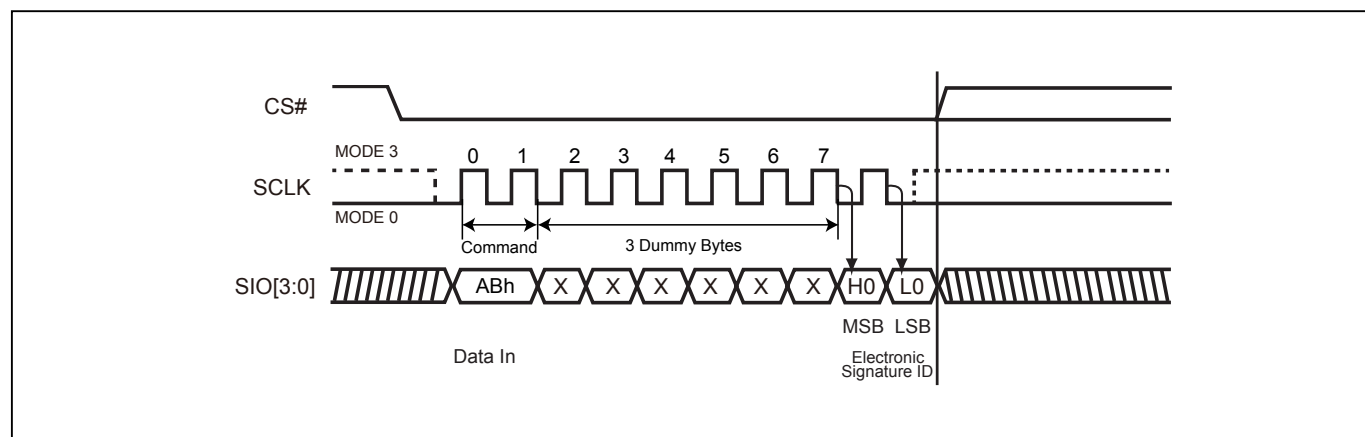 CS#
MODE 3
0 1 2 3 4 5 6 7
SCLK
MODE 0
Command
3 Dummy Bytes
SIO[3:0]
ABh X X X X X X H0 L0
MSB LSB
Data In
Electronic
Signature ID